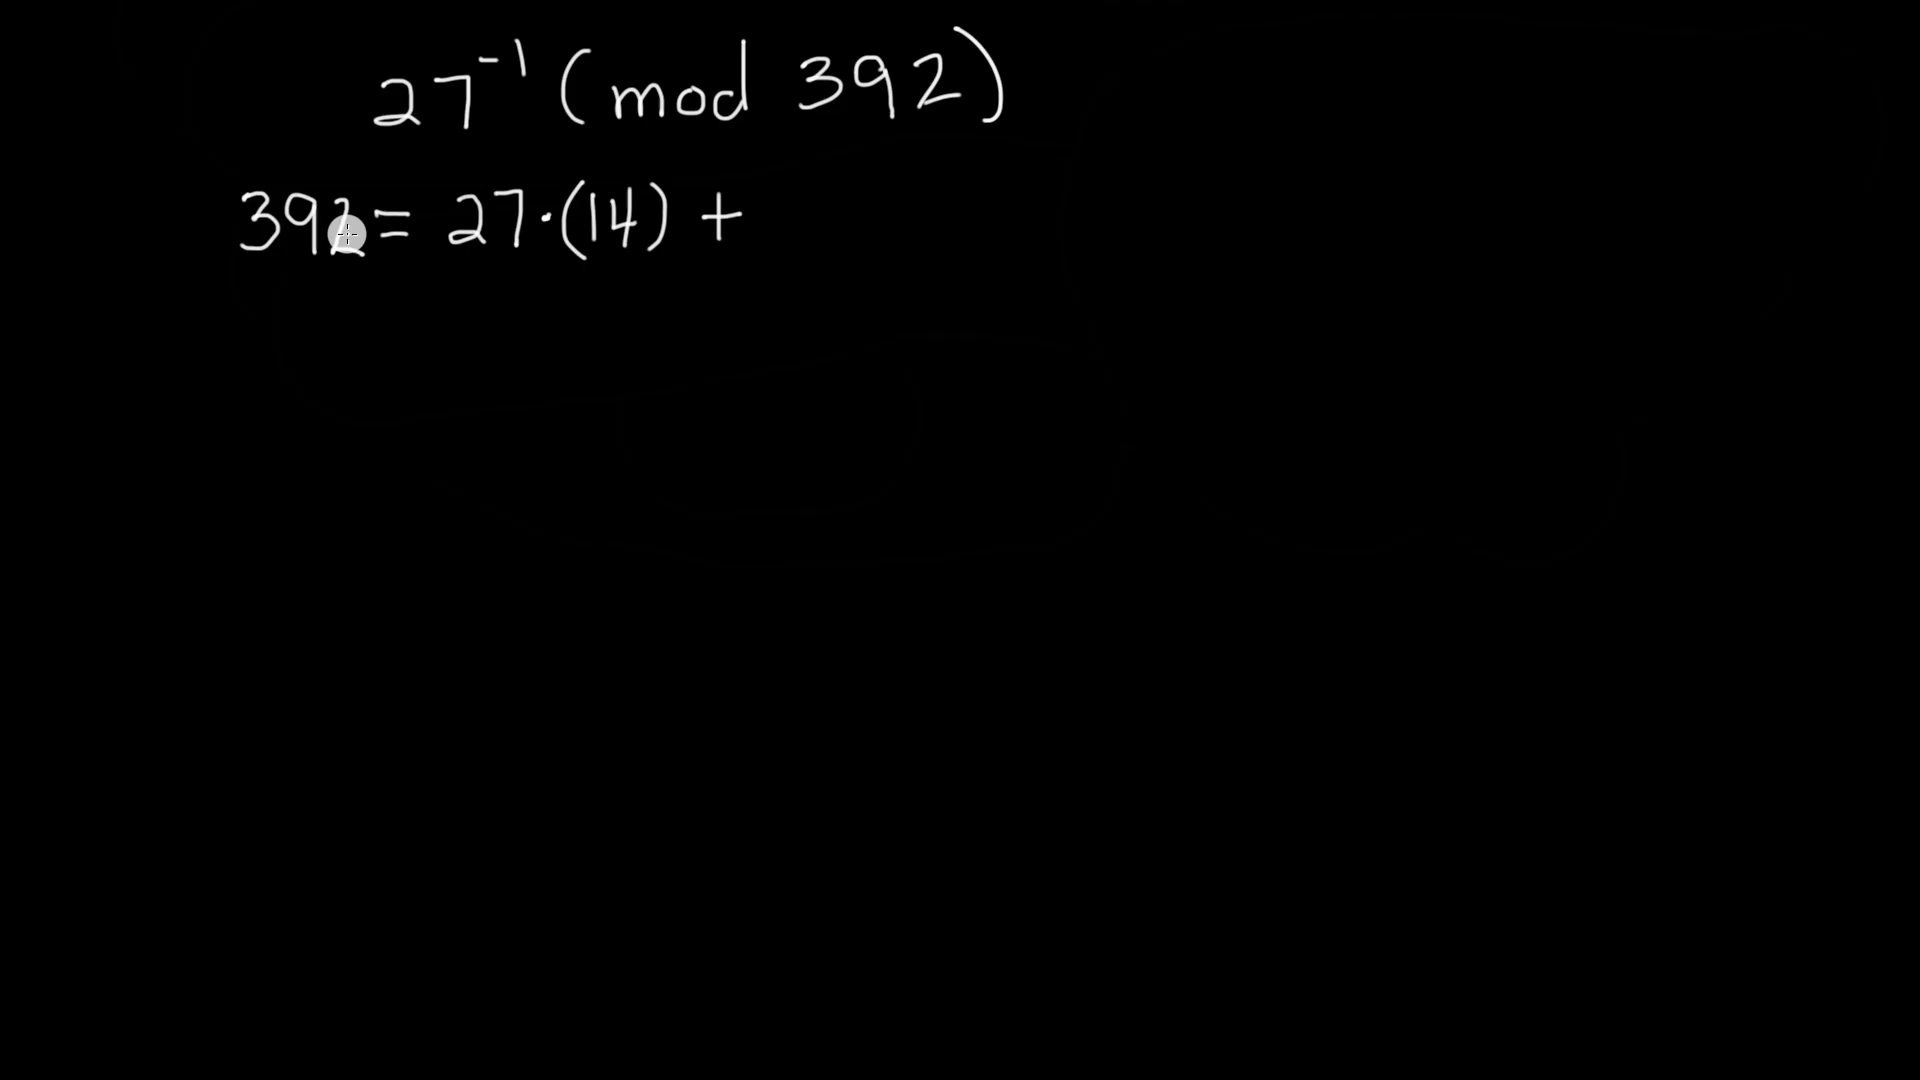 27⁻¹ (mod 392)
392 = 27·(14) +